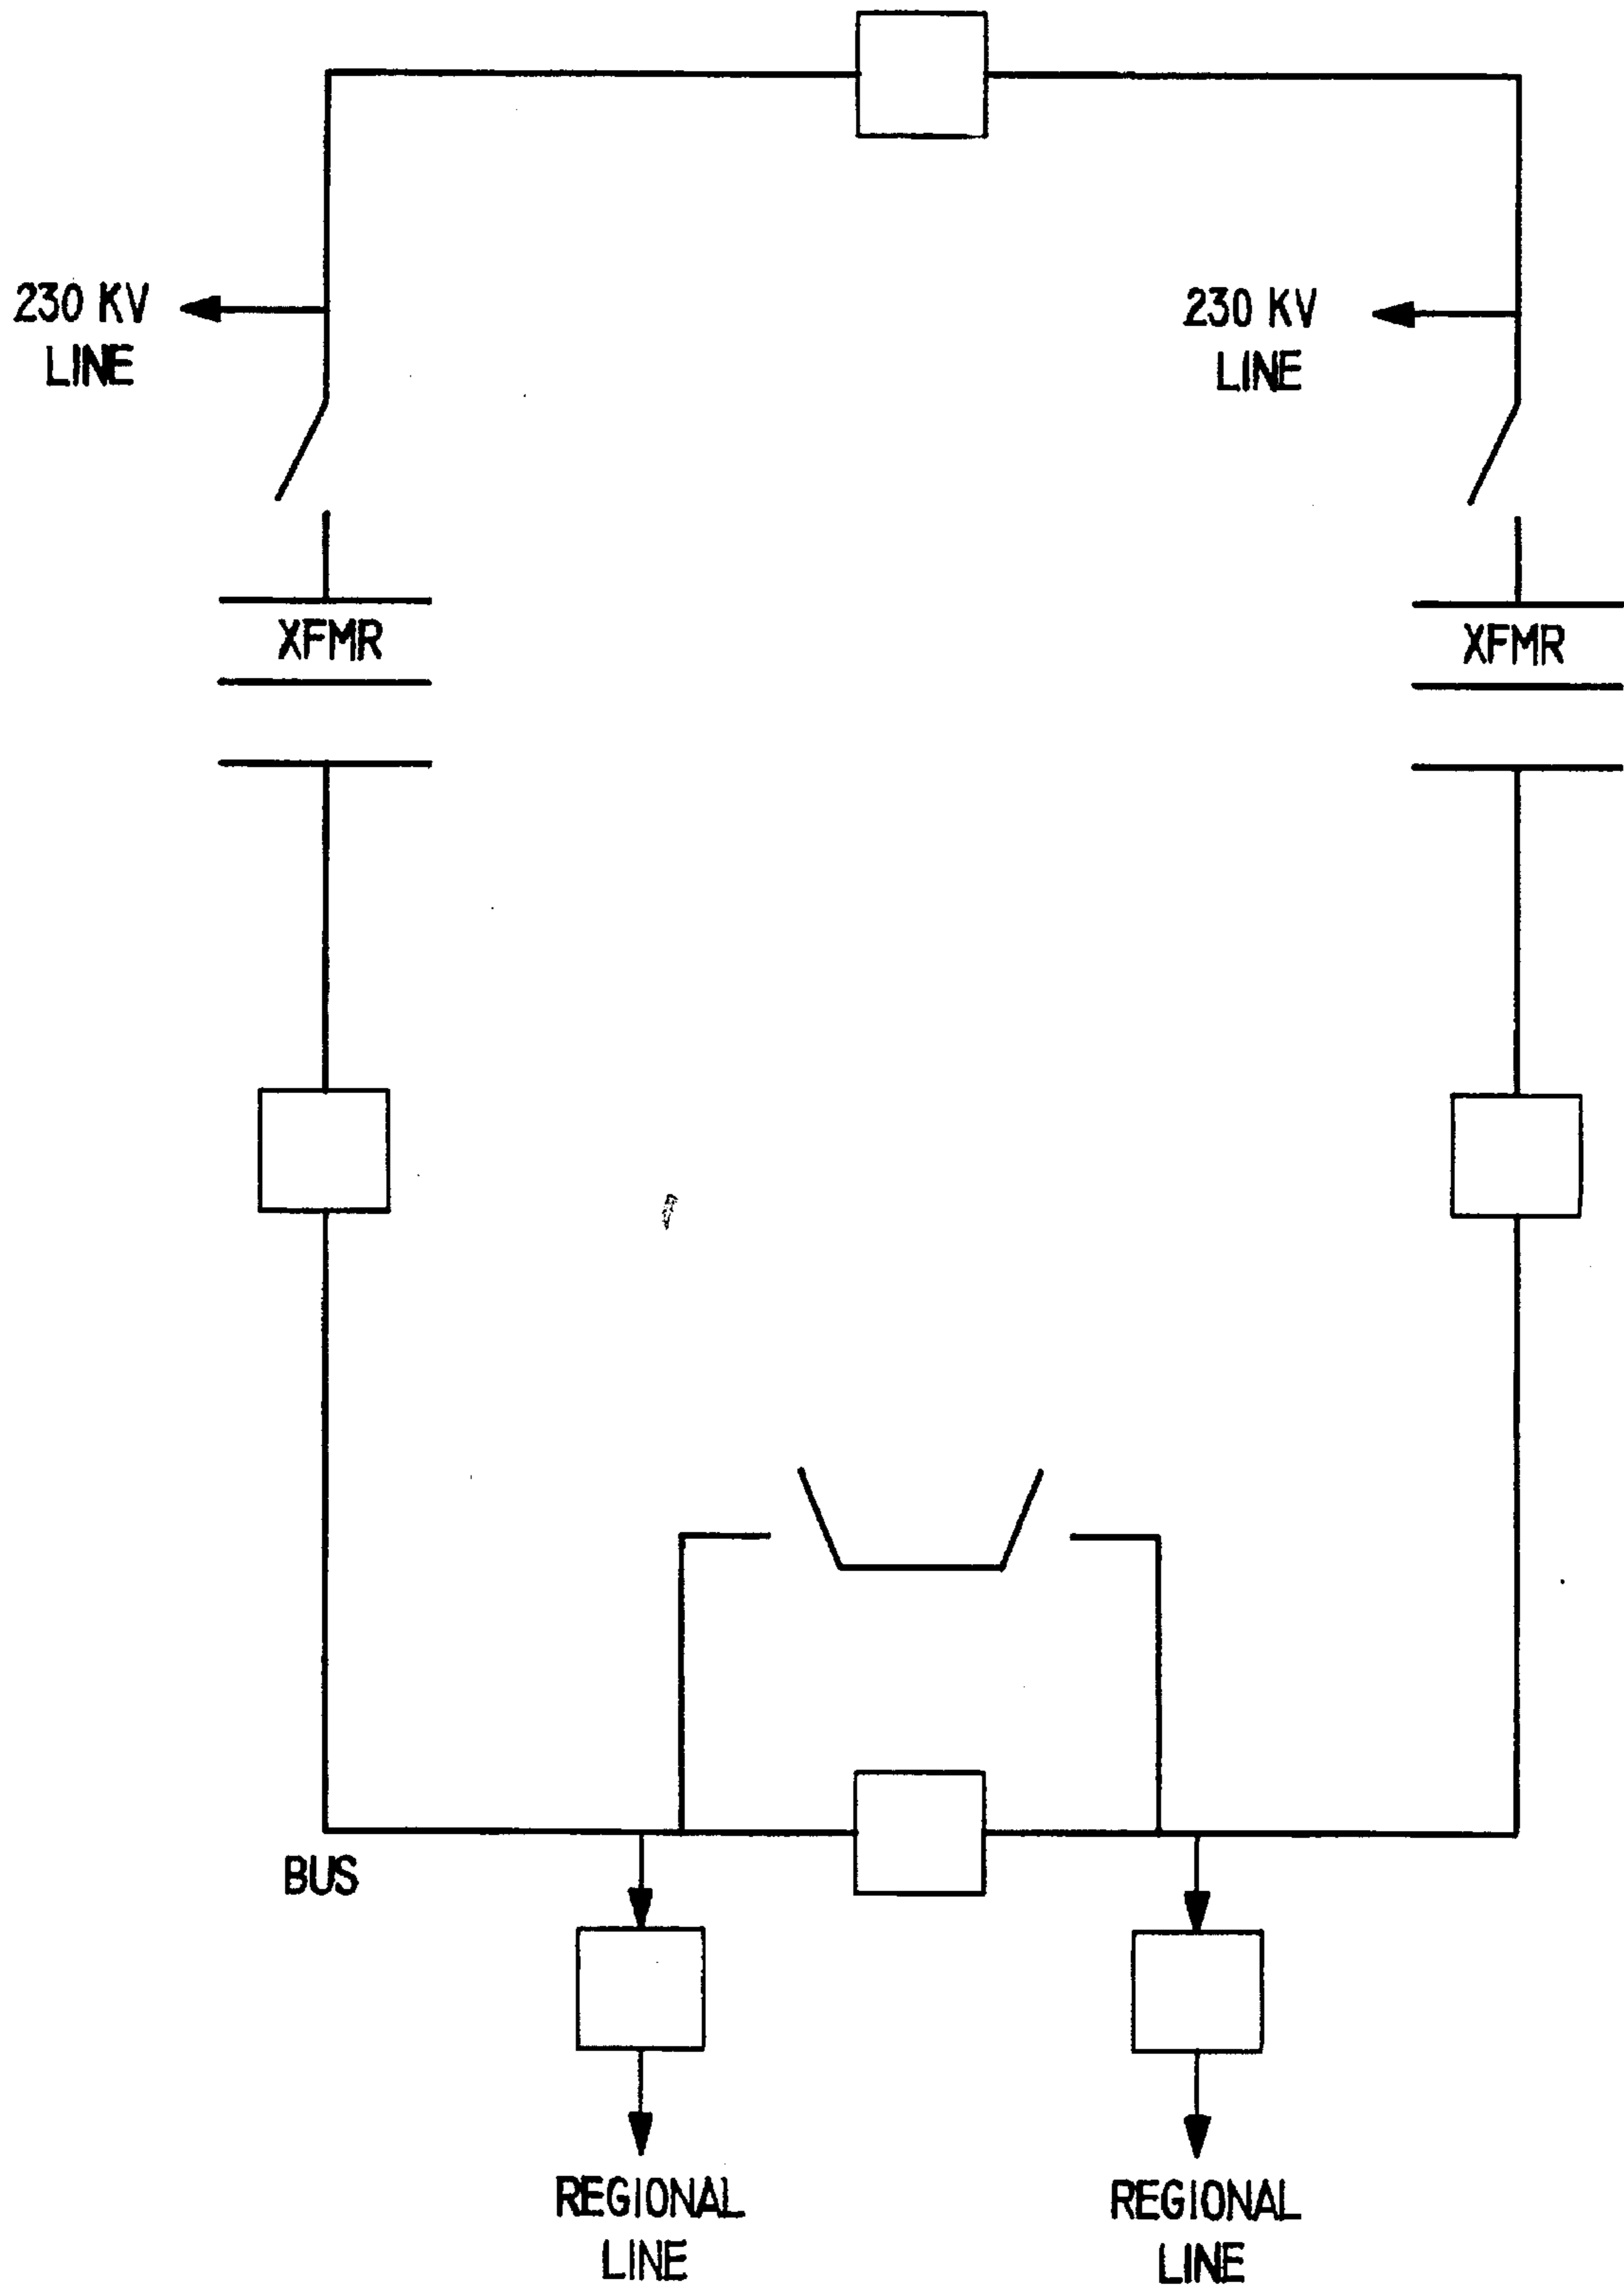 230 KV
LINE
230 KV
LINE
XFMR
XFMR
BUS
REGIONAL
LINE
REGIONAL
LINE